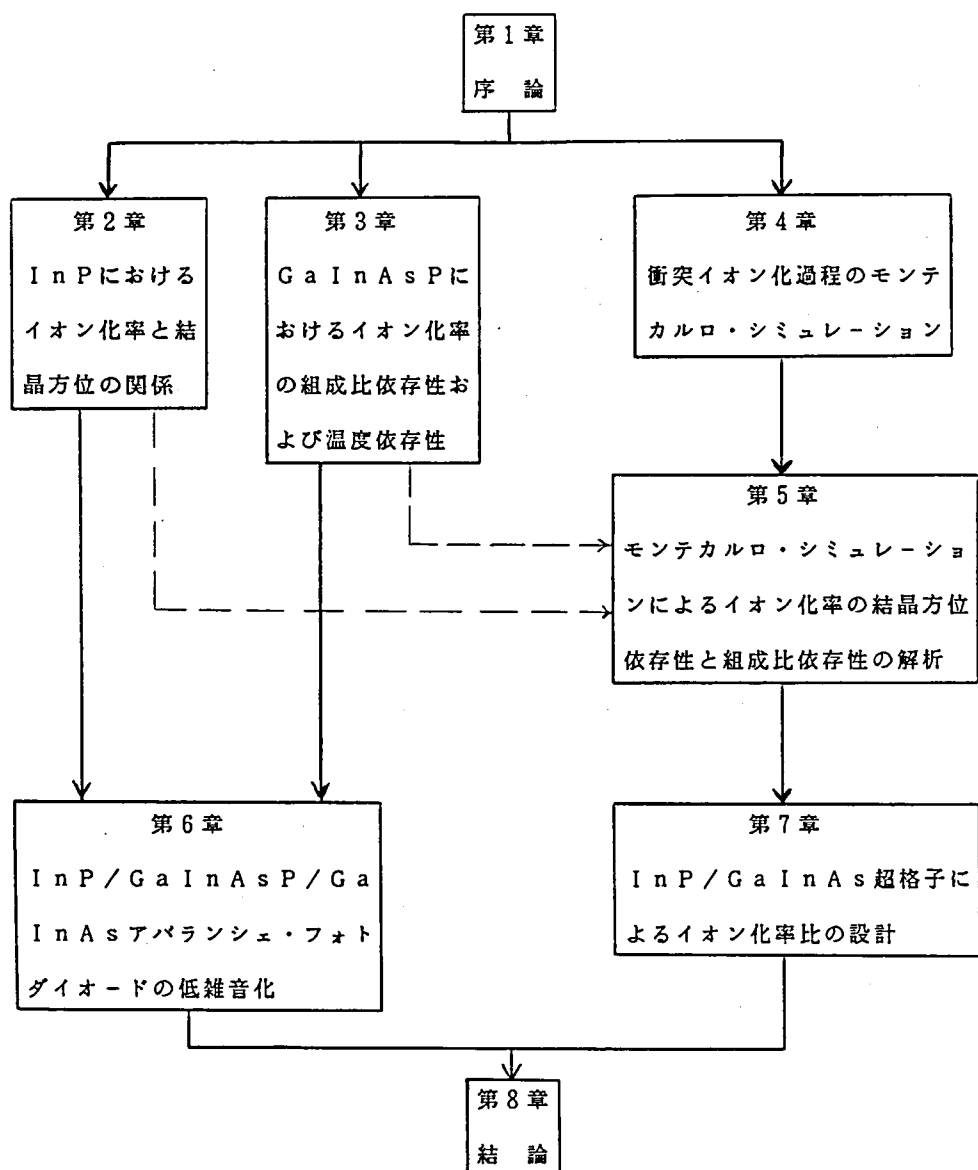 第1章
序 論
第2章
InPにおける
イオン化率と結
晶方位の関係
第3章
GaInAsPに
おけるイオン化率
の組成比依存性お
よび温度依存性
第4章
衝突イオン化過程のモンテ
カルロ・シミュレーション
第5章
モンテカルロ・シミュレーショ
ンによるイオン化率の結晶方位
依存性と組成比依存性の解析
第6章
InP/GaInAsP/Ga
InAsアバランシェ・フォト
ダイオードの低雑音化
第7章
InP/GaInAs超格子に
よるイオン化率比の設計
第8章
結 論